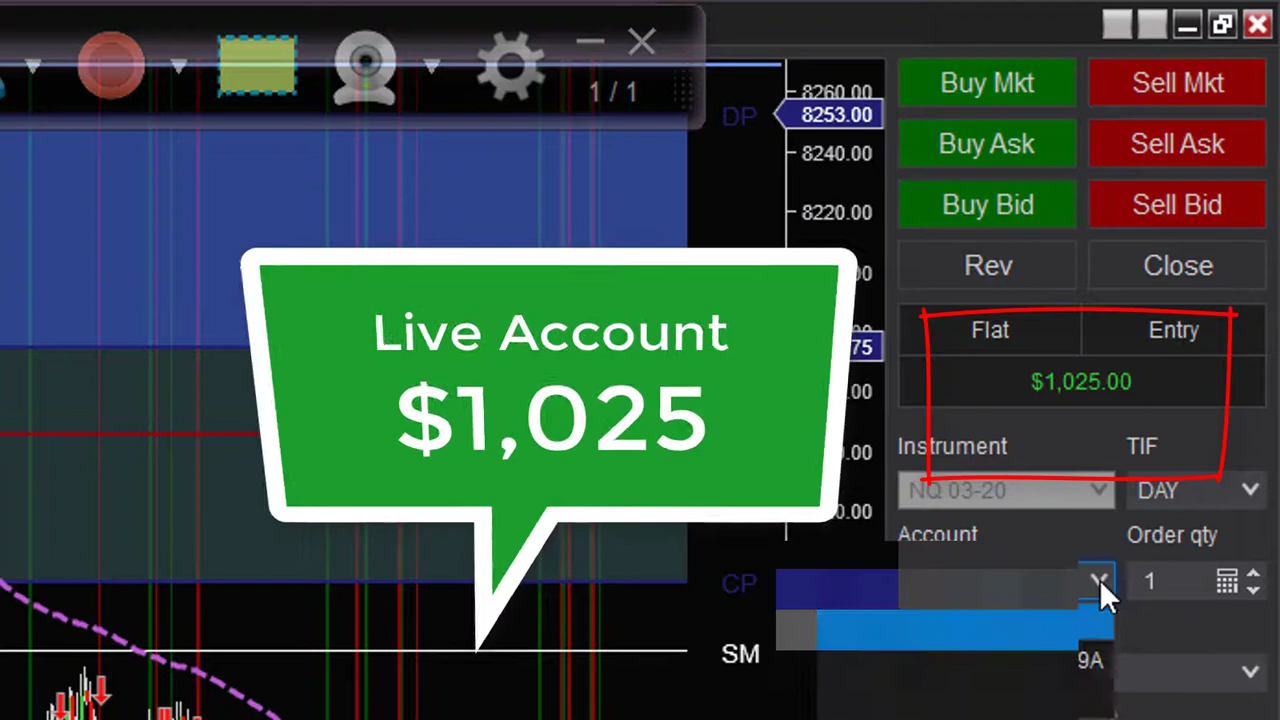 1 / 1
DP
8260.00
8253.00
8240.00
8220.00
Buy Mkt
Sell Mkt
Buy Ask
Sell Ask
Buy Bid
Sell Bid
Rev
Close
Live Account
$1,025
Flat
Entry
$1,025.00
Instrument
TIF
NQ 03-20
DAY
Account
Order qty
CP
1
SM
9A